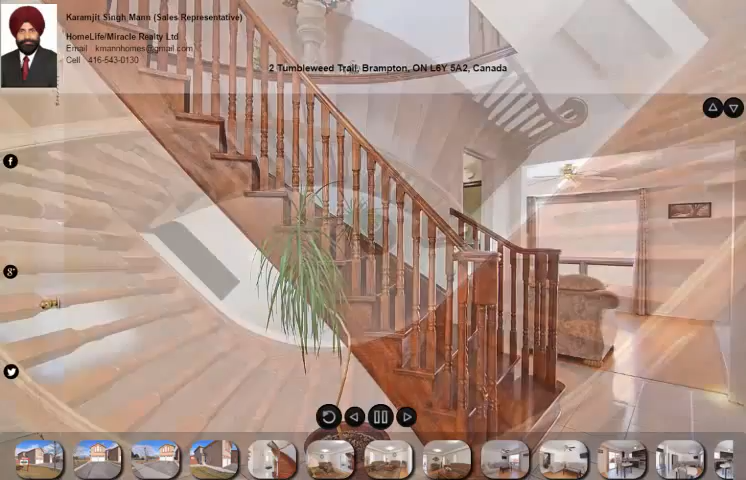 Karamjit Singh Mann (Sales Representative)
HomeLife/Miracle Realty Ltd
Email kmannhomes@gmail.com
Cell 416-543-0130
2 Tumbleweed Trail, Brampton, ON L6Y 5A2, Canada